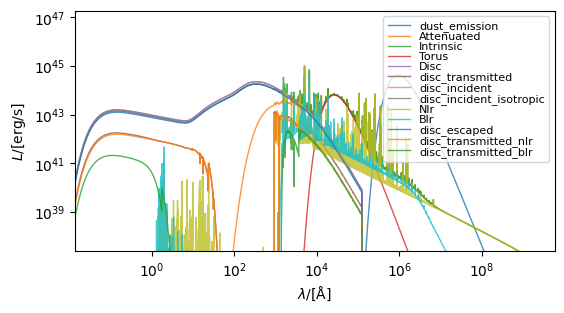 10^47
10^45
10^43
10^41
10^39
L/[erg/s]
dust_emission
Attenuated
Intrinsic
Torus
Disc
disc_transmitted
disc_incident
disc_incident_isotropic
Nlr
Blr
disc_escaped
disc_transmitted_nlr
disc_transmitted_blr
10^0 10^2 10^4 10^6 10^8
λ/[Å]